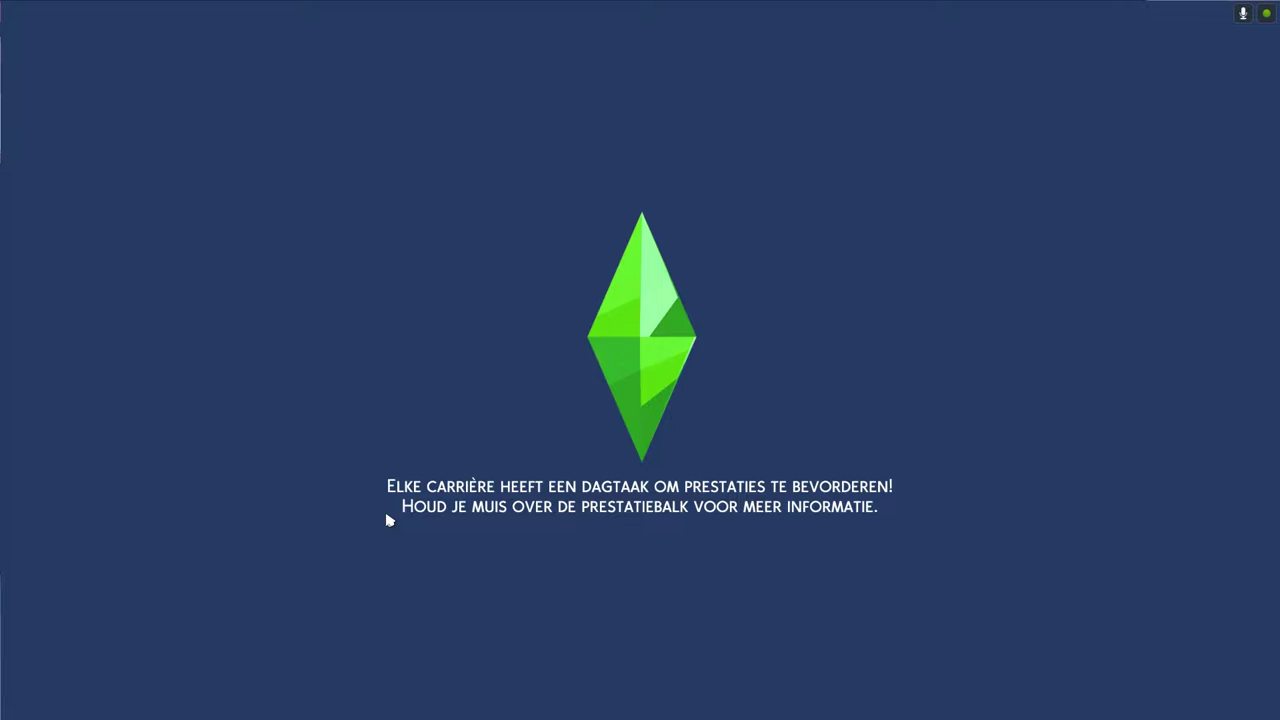 Elke carrière heeft een dagtaak om prestaties te bevorderen!
Houd je muis over de prestatiebalk voor meer informatie.